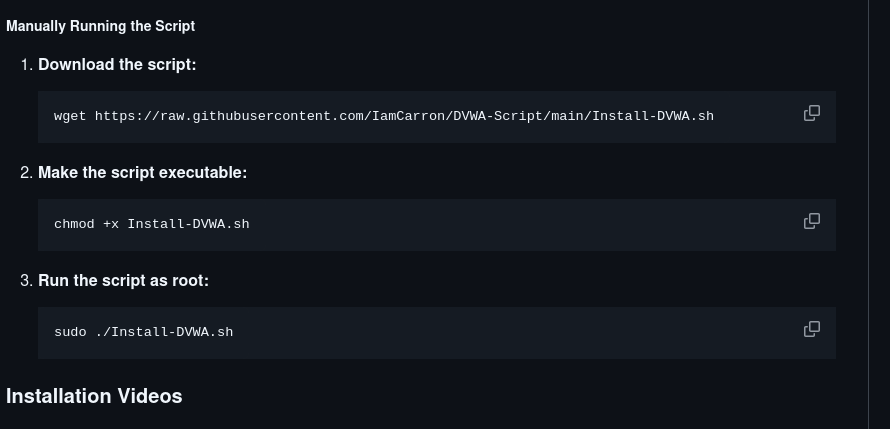 Manually Running the Script
1. Download the script:
wget https://raw.githubusercontent.com/IamCarron/DVWA-Script/main/Install-DVWA.sh
2. Make the script executable:
chmod +x Install-DVWA.sh
3. Run the script as root:
sudo ./Install-DVWA.sh
Installation Videos